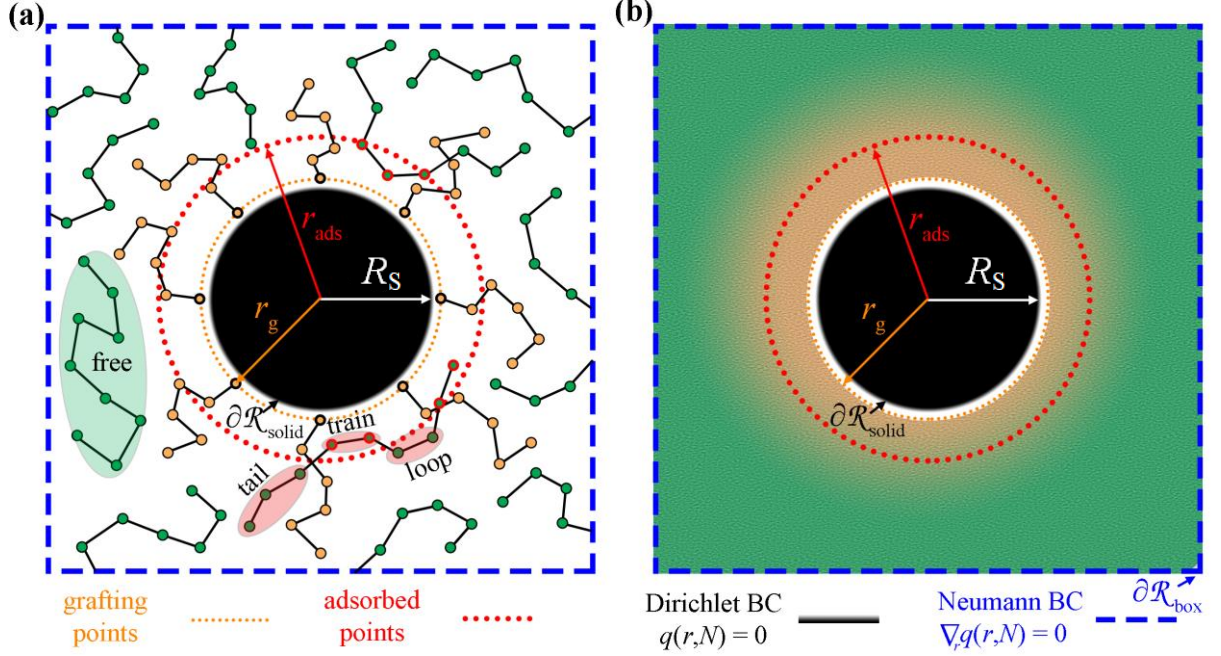 (a)
(b)
r_ads
R_S
r_g
free
∂ℛ_solid
train
tail
loop
r_ads
R_S
r_g
∂ℛ_solid
grafting
points
adsorbed
points
Dirichlet BC
q(r,N) = 0
Neumann BC
∇_r q(r,N) = 0
∂ℛ_box